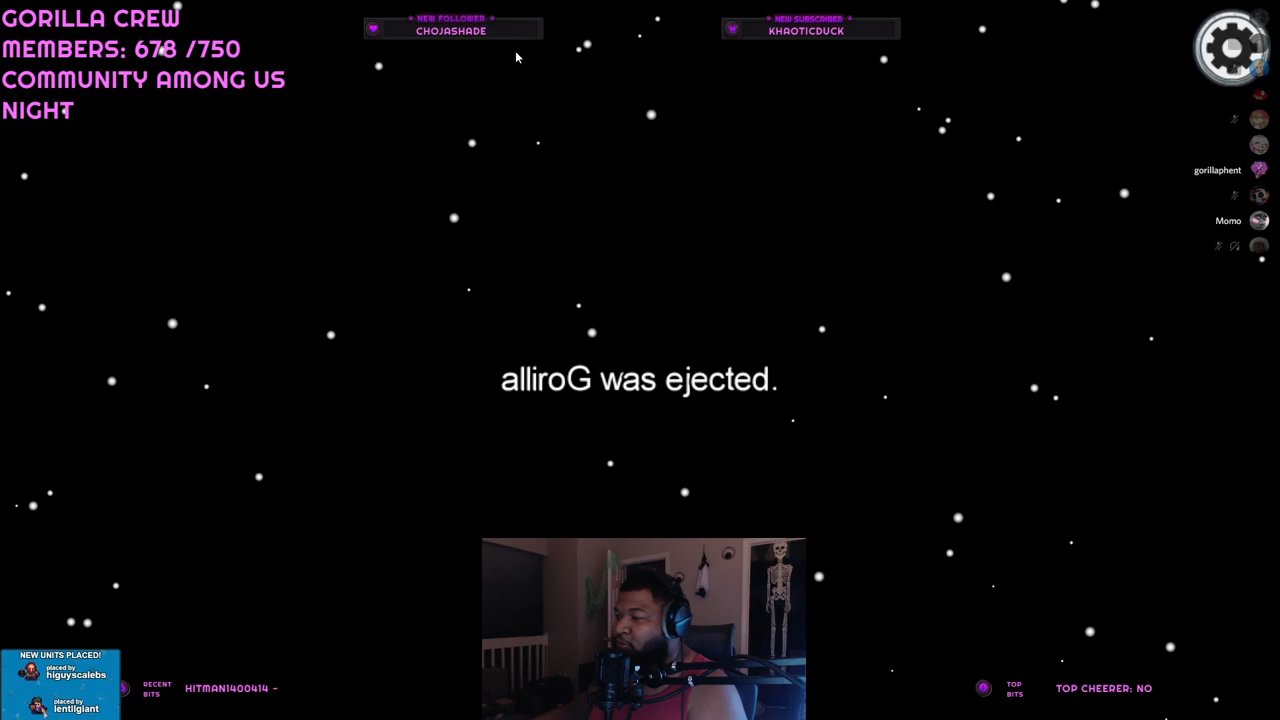 GORILLA CREW
MEMBERS: 678 /750
COMMUNITY AMONG US
NIGHT
NEW FOLLOWER
CHOJASHADE
NEW SUBSCRIBER
KHAOTICDUCK
gorillaphent
Momo
alliroG was ejected.
NEW UNITS PLACED!
placed by
higuyscalebs
placed by
lentilgiant
RECENT
BITS
HITMAN1400414 -
TOP
BITS
TOP CHEERER: NO